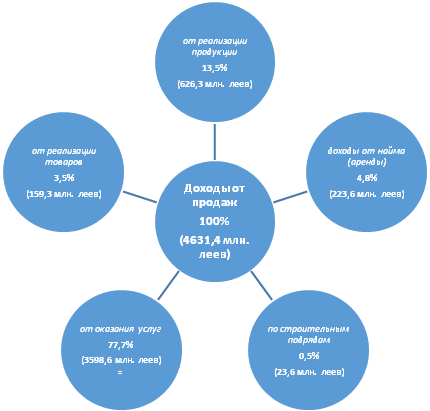 от реализации
продукции
13,5%
(626,3 млн. леев)
от реализации
товаров
3,5%
(159,3 млн. леев)
доходы от найма
(аренды)
4,8%
(223,6 млн. леев)
Доходы от
продаж
100%
(4631,4 млн.
леев)
от оказания услуг
77,7%
(3598,6 млн. леев)
=
по строительным
подрядам
0,5%
(23,6 млн. леев)